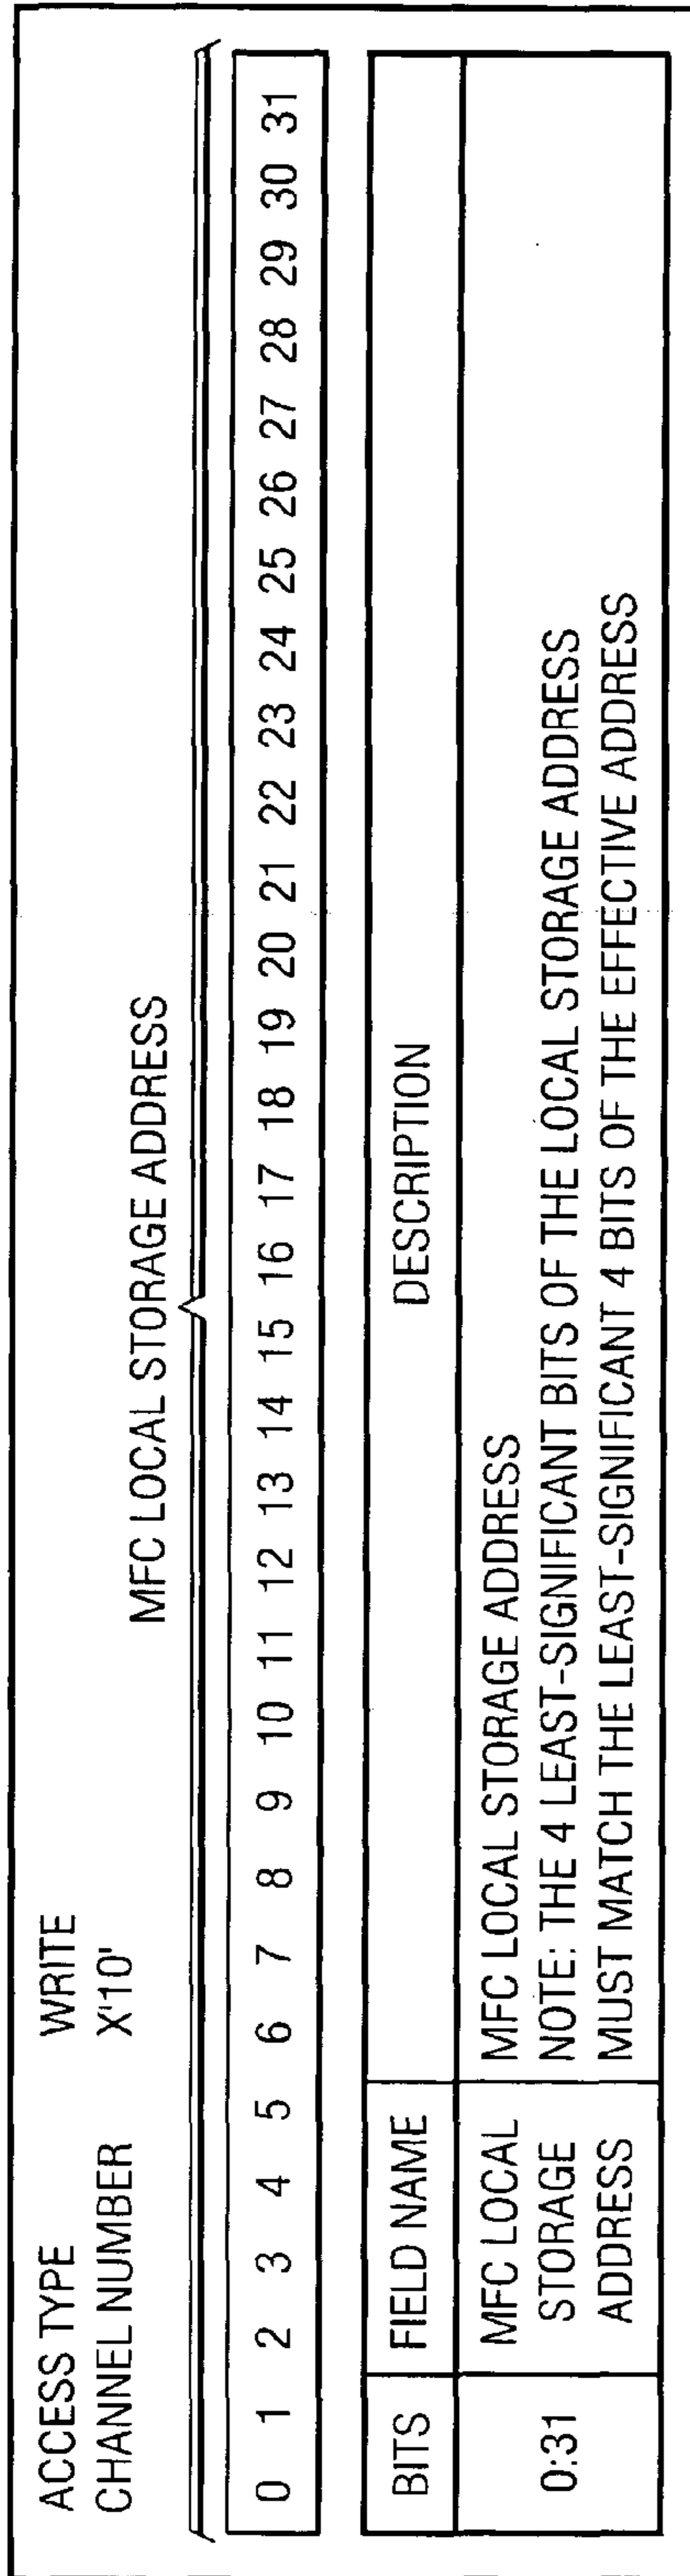 ACCESS TYPE WRITE
CHANNEL NUMBER X'10'
MFC LOCAL STORAGE ADDRESS
0 1 2 3 4 5 6 7 8 9 10 11 12 13 14 15 16 17 18 19 20 21 22 23 24 25 26 27 28 29 30 31
BITS FIELD NAME DESCRIPTION
0:31
MFC LOCAL
STORAGE
ADDRESS
MFC LOCAL STORAGE ADDRESS
NOTE: THE 4 LEAST-SIGNIFICANT BITS OF THE LOCAL STORAGE ADDRESS
MUST MATCH THE LEAST-SIGNIFICANT 4 BITS OF THE EFFECTIVE ADDRESS